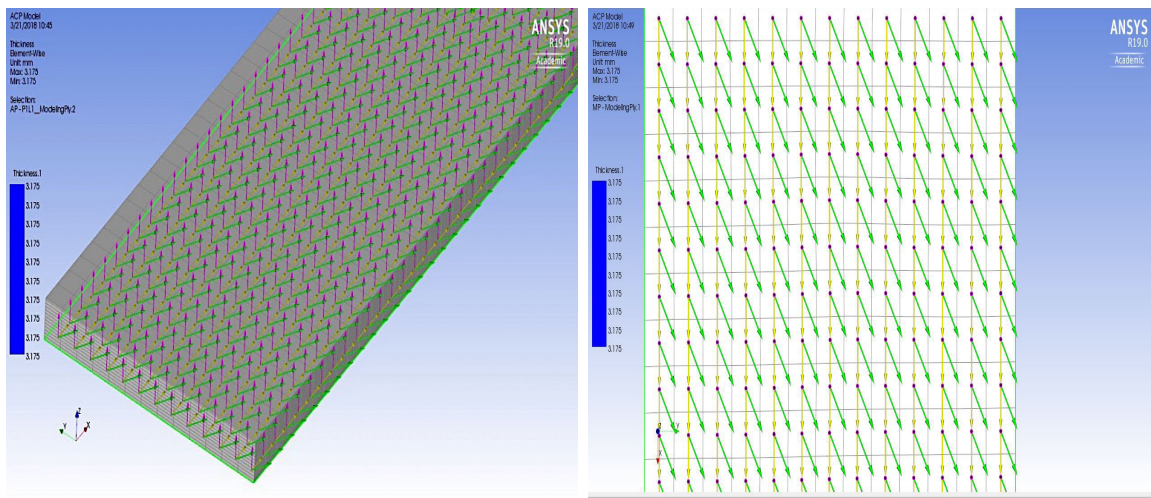 ACP Model
3/21/2018 10:45
Thickness
Element-Wise
Unit: mm
Max: 3.175
Min: 3.175
Selection:
AP - P1L1__ModelingPly.2
Thickness.1
3.175
3.175
3.175
3.175
3.175
3.175
3.175
3.175
3.175
3.175
ANSYS
R19.0
Academic
Z
Y
X
ACP Model
3/21/2018 10:49
Thickness
Element-Wise
Unit: mm
Max: 3.175
Min: 3.175
Selection:
MP - ModelingPly.1
Thickness.1
3.175
3.175
3.175
3.175
3.175
3.175
3.175
3.175
3.175
3.175
ANSYS
R19.0
Academic
Y
X